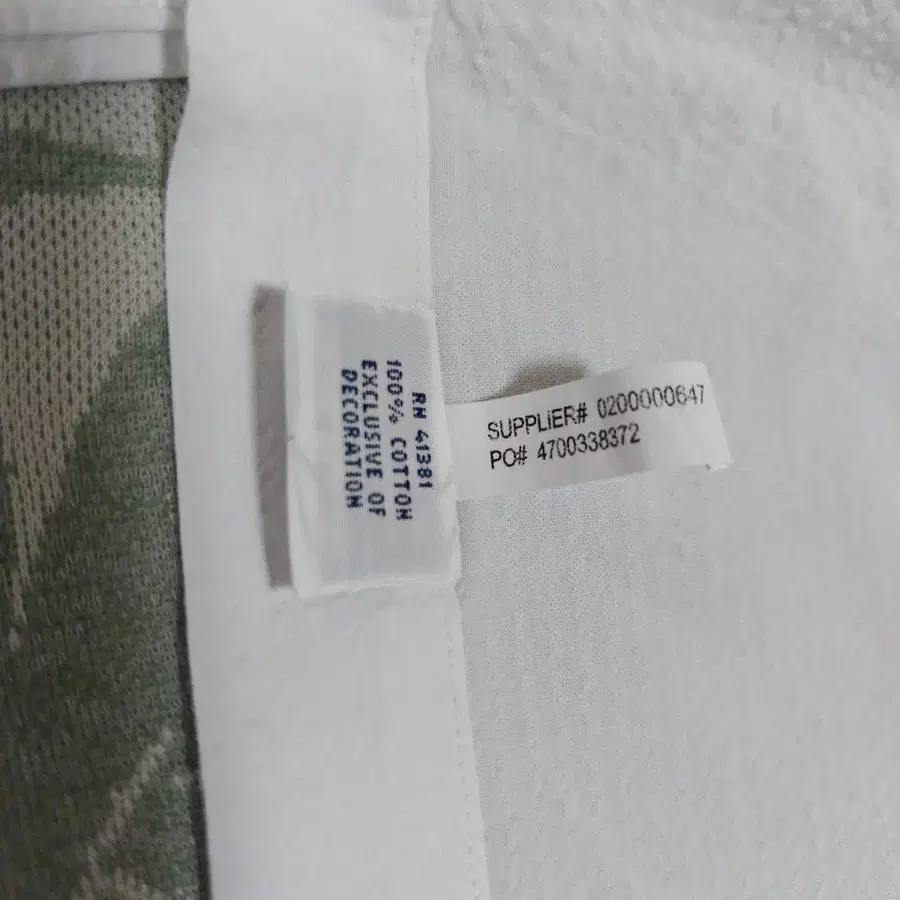 RN 41381
100% COTTON
EXCLUSIVE OF
DECORATION
SUPPLIER# 0200000647
PO# 4700338372